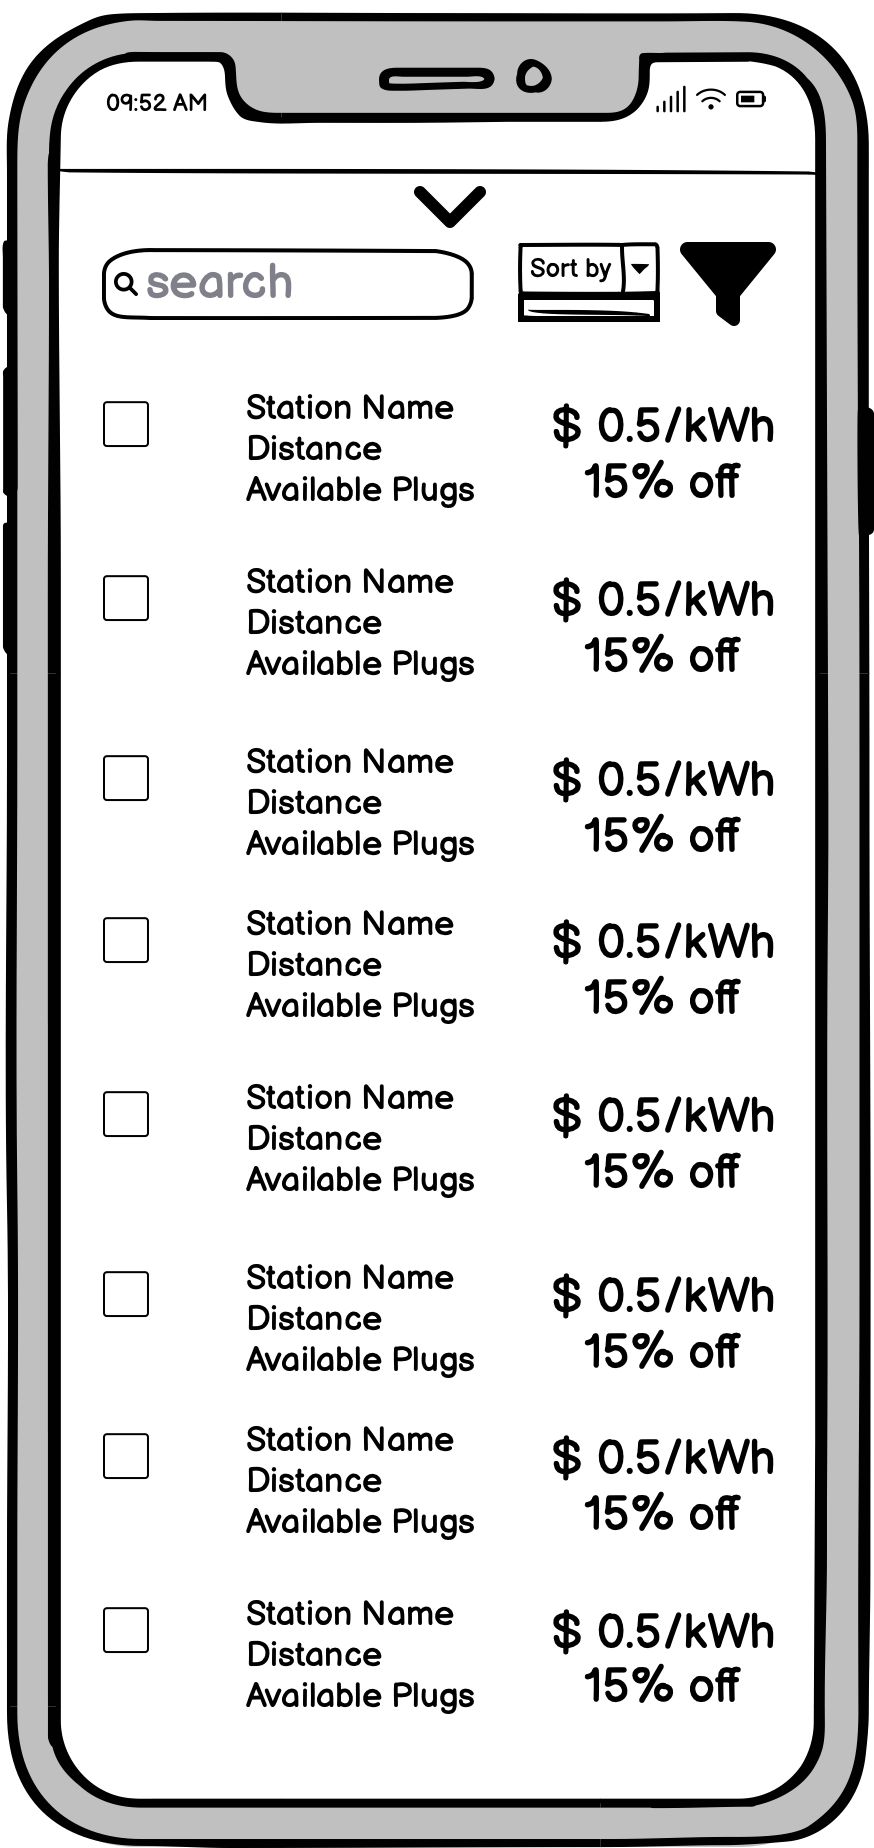 09:52 AM
search
Sort by
Station Name
Distance
Available Plugs
$ 0.5/kWh
15% off
Station Name
Distance
Available Plugs
$ 0.5/kWh
15% off
Station Name
Distance
Available Plugs
$ 0.5/kWh
15% off
Station Name
Distance
Available Plugs
$ 0.5/kWh
15% off
Station Name
Distance
Available Plugs
$ 0.5/kWh
15% off
Station Name
Distance
Available Plugs
$ 0.5/kWh
15% off
Station Name
Distance
Available Plugs
$ 0.5/kWh
15% off
Station Name
Distance
Available Plugs
$ 0.5/kWh
15% off